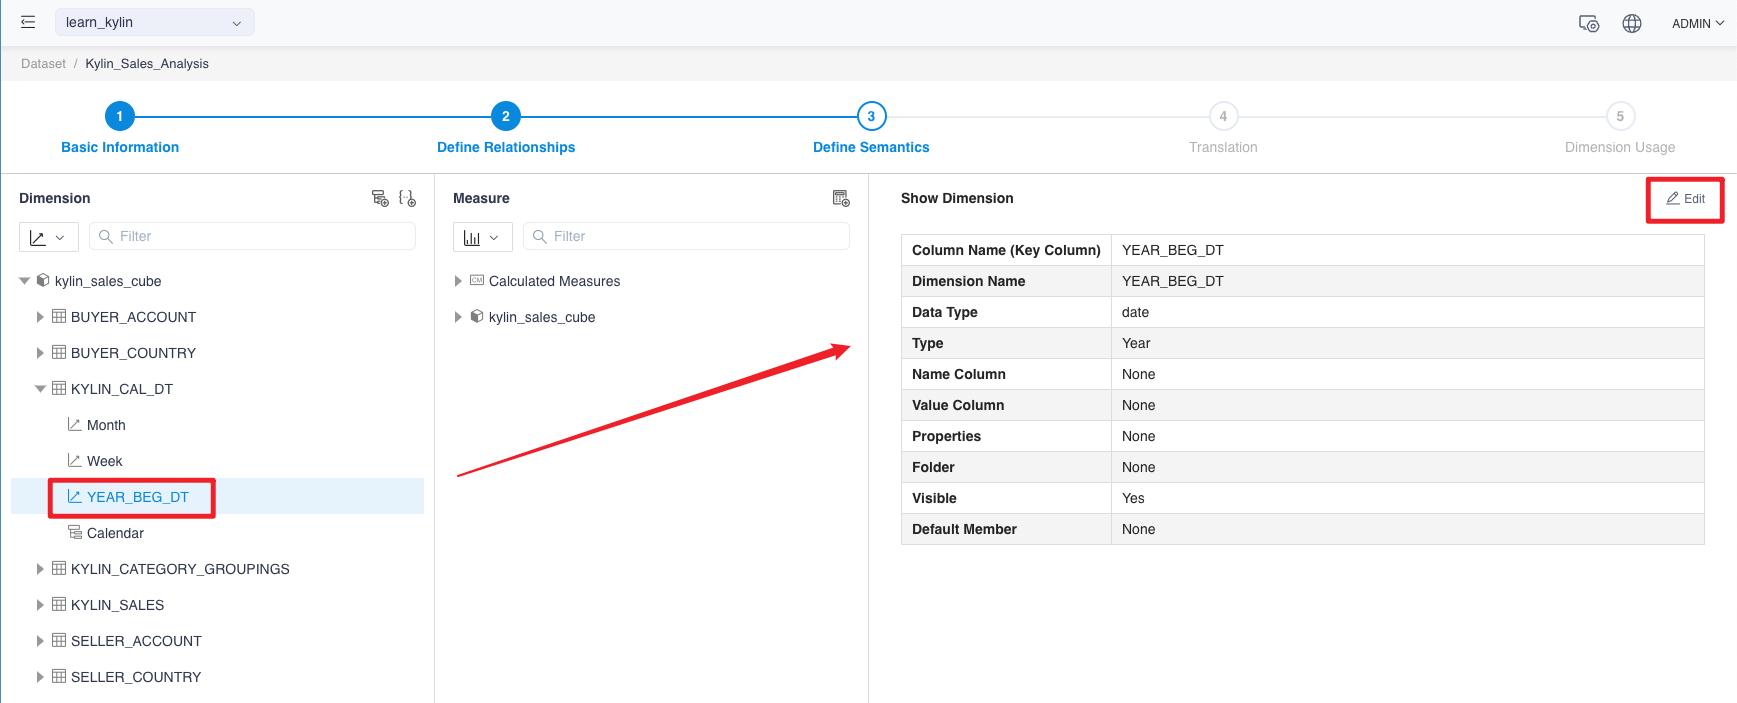 learn_kylin
ADMIN
Dataset / Kylin_Sales_Analysis
1 2 3 4 5
Basic Information Define Relationships Define Semantics Translation Dimension Usage
Dimension
Filter
kylin_sales_cube
BUYER_ACCOUNT
BUYER_COUNTRY
KYLIN_CAL_DT
Month
Week
YEAR_BEG_DT
Calendar
KYLIN_CATEGORY_GROUPINGS
KYLIN_SALES
SELLER_ACCOUNT
SELLER_COUNTRY
Measure
Filter
CM Calculated Measures
kylin_sales_cube
Show Dimension
Edit
Column Name (Key Column) YEAR_BEG_DT
Dimension Name YEAR_BEG_DT
Data Type date
Type Year
Name Column None
Value Column None
Properties None
Folder None
Visible Yes
Default Member None